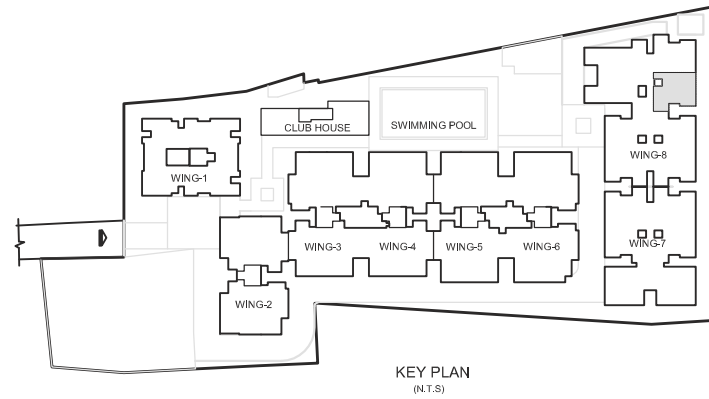 CLUB HOUSE
SWIMMING POOL
WING-8
WING-1
WING-3
WING-4
WING-5
WING-6
WING-7
WING-2
KEY PLAN
(N.T.S)